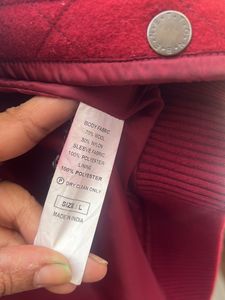 BODY FABRIC
70% WOOL
30% NYLON
SLEEVE FABRIC
100% POLYESTER
LINING
100% POLYESTER
Ⓟ DRY CLEAN ONLY
SIZE : L
MADE IN INDIA